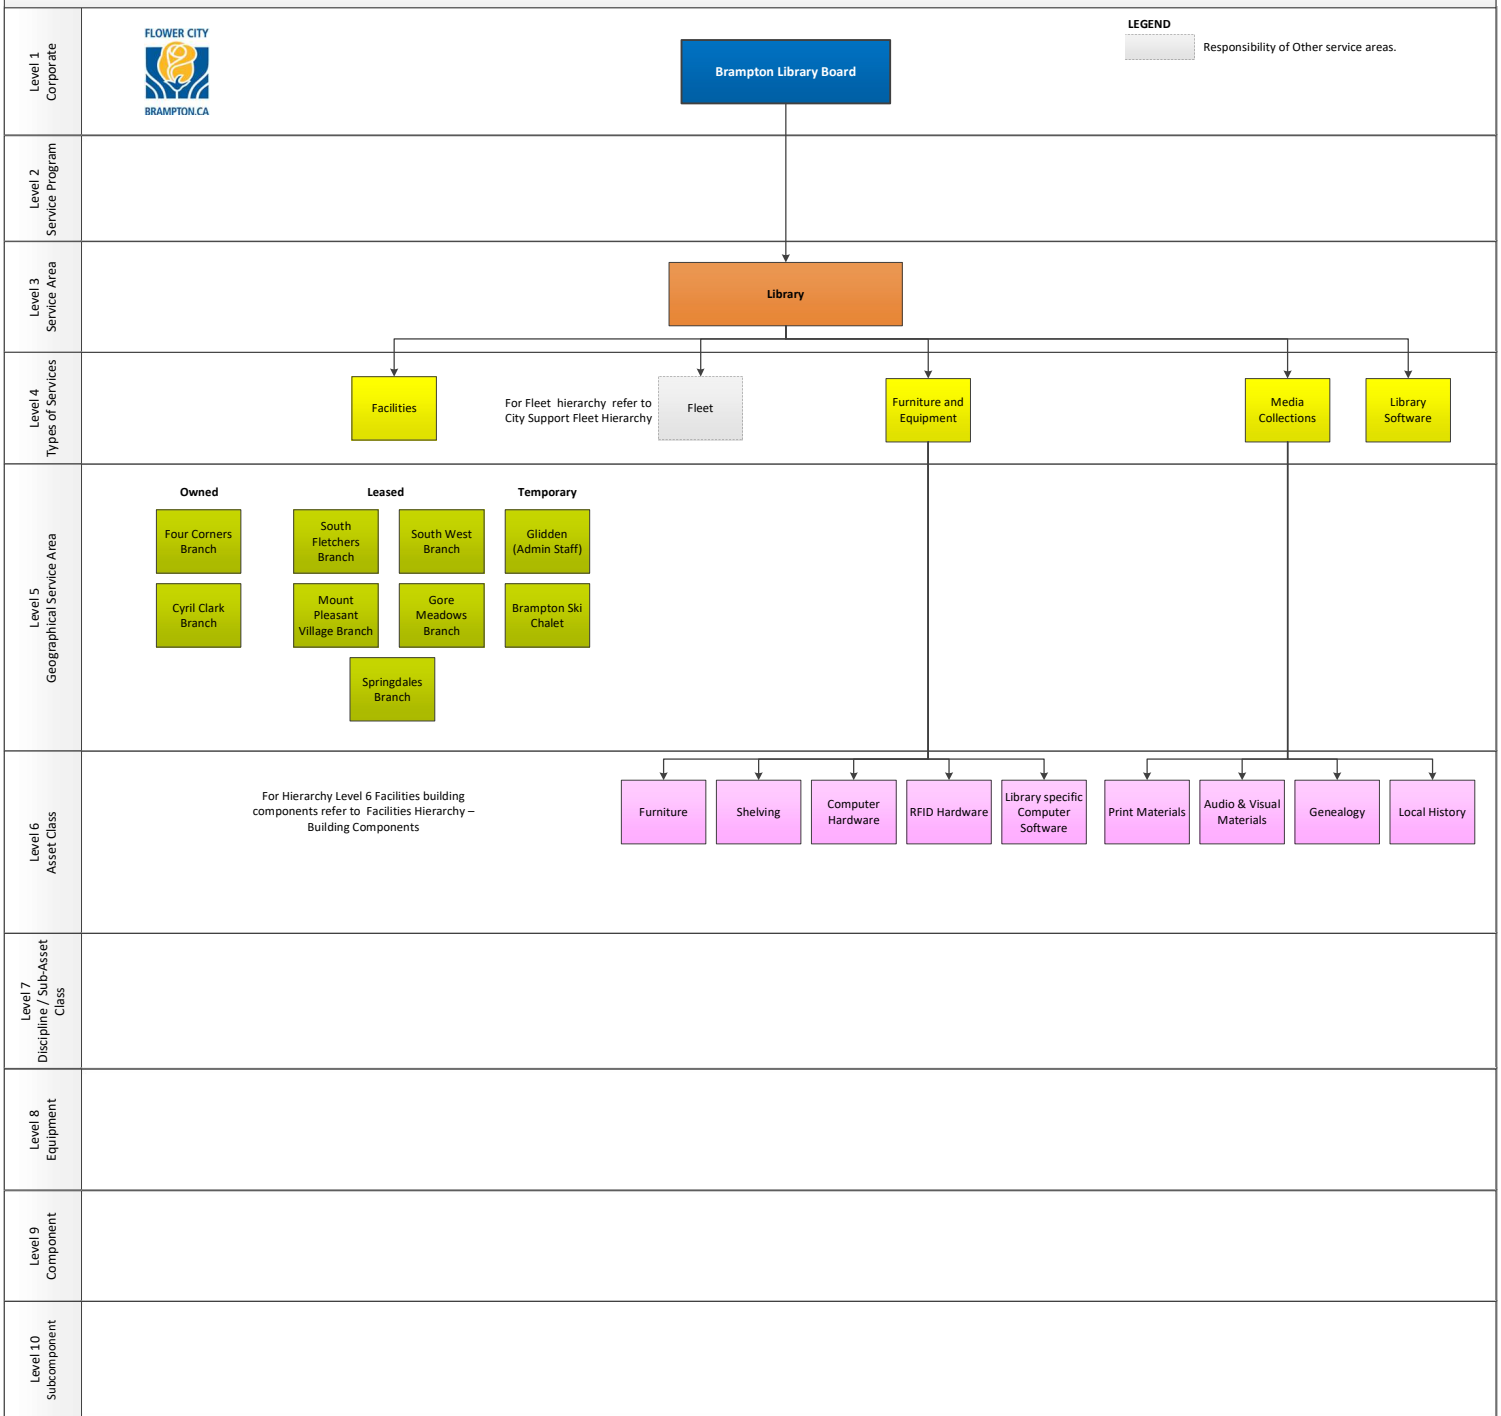 FLOWER CITY
BRAMPTON.CA
LEGEND
Responsibility of Other service areas.
Level 1
Corporate
Brampton Library Board
Level 2
Service Program
Level 3
Service Area
Library
Level 4
Types of Services
Facilities
For Fleet hierarchy refer to
City Support Fleet Hierarchy
Fleet
Furniture and
Equipment
Media
Collections
Library
Software
Level 5
Geographical Service Area
Owned
Four Corners
Branch
Cyril Clark
Branch
Leased
South
Fletchers
Branch
South West
Branch
Mount
Pleasant
Village Branch
Gore
Meadows
Branch
Springdales
Branch
Temporary
Glidden
(Admin Staff)
Brampton Ski
Chalet
Level 6
Asset Class
For Hierarchy Level 6 Facilities building
components refer to Facilities Hierarchy –
Building Components
Furniture
Shelving
Computer
Hardware
RFID Hardware
Library specific
Computer
Software
Print Materials
Audio & Visual
Materials
Genealogy
Local History
Level 7
Discipline / Sub-Asset
Class
Level 8
Equipment
Level 9
Component
Level 10
Subcomponent